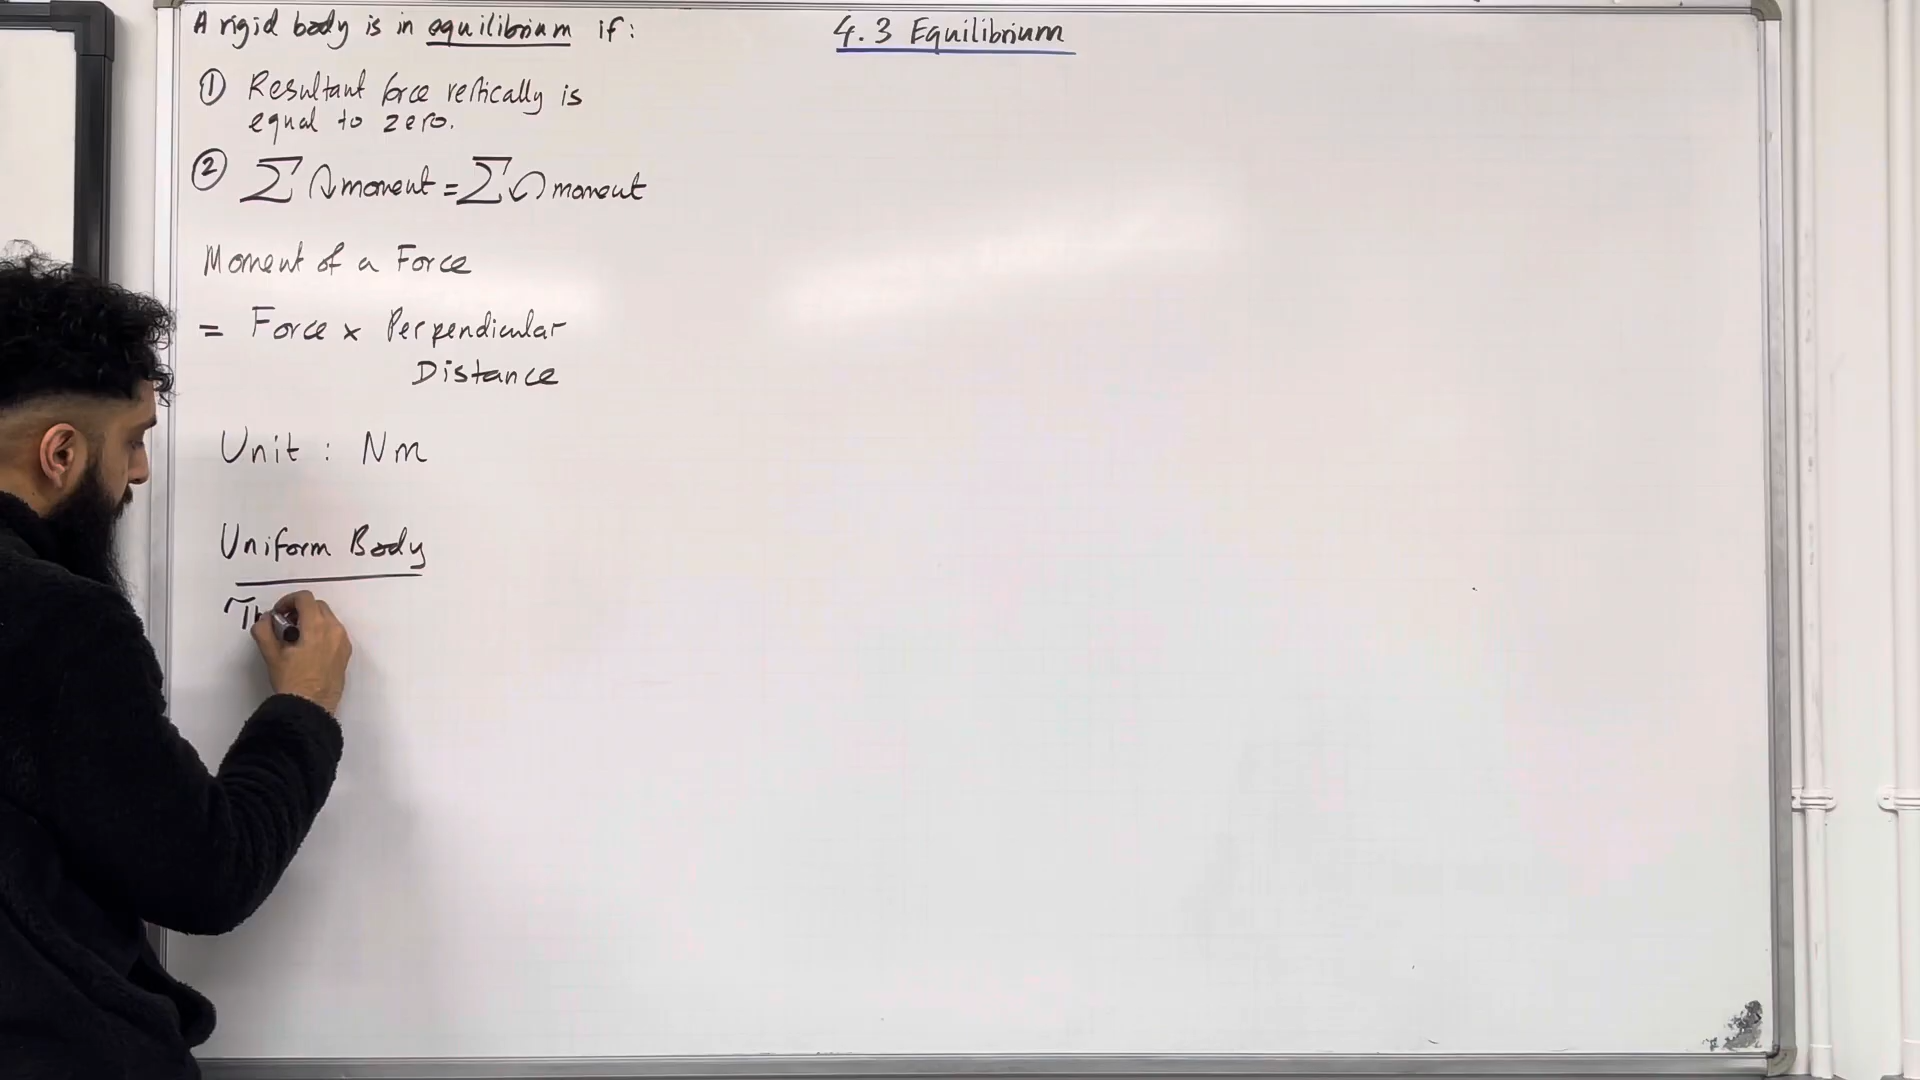 4.3 Equilibrium
A rigid body is in equilibrium if:
① Resultant force vertically is
equal to zero.
② ∑ ↷ moment = ∑ ↶ moment
Moment of a Force
= Force × Perpendicular
Distance
Unit : Nm
Uniform Body